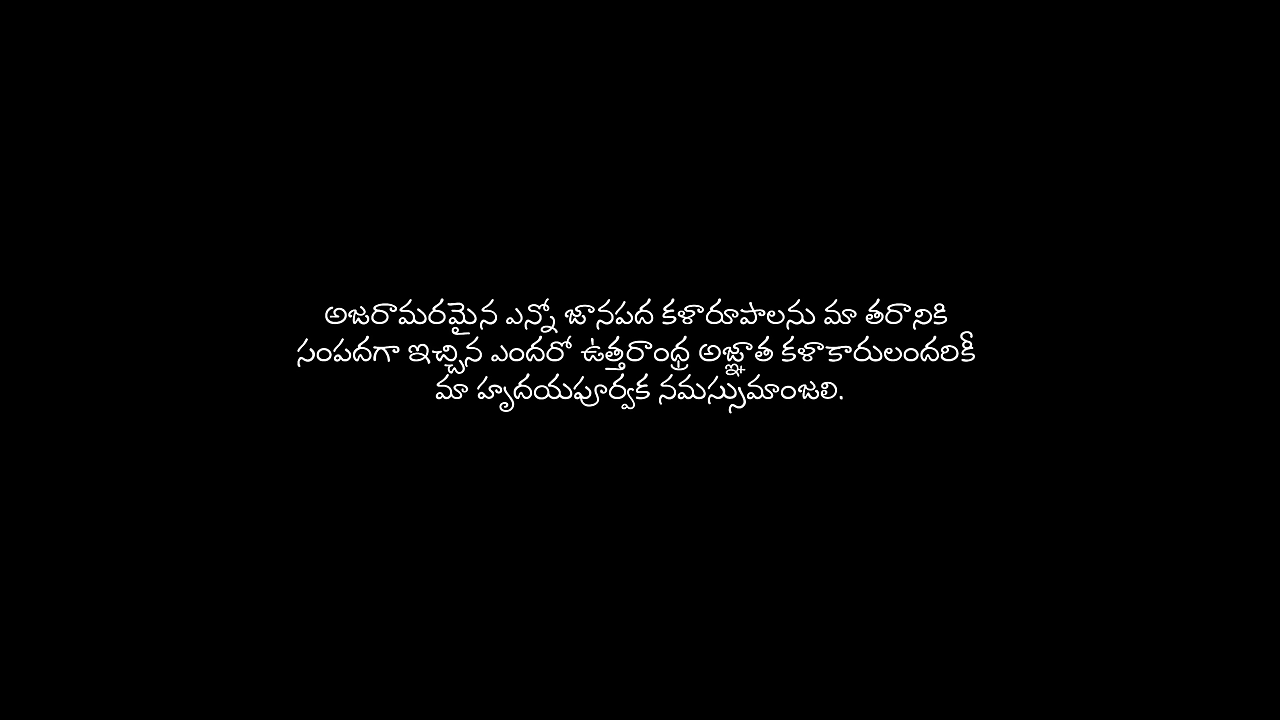 అజరామరమైన ఎన్నో జానపద కళారూపాలను మా తరానికి
సంపదగా ఇచ్చిన ఎందరో ఉత్తరాంధ్ర అజ్ఞాత కళాకారులందరికీ
మా హృదయపూర్వక నమస్సుమాంజలి.